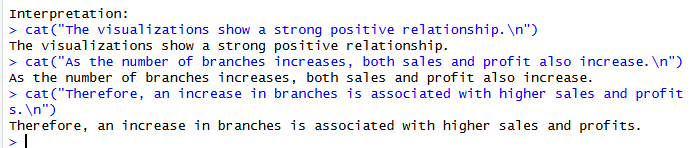 Interpretation:
> cat("The visualizations show a strong positive relationship.\n")
The visualizations show a strong positive relationship.
> cat("As the number of branches increases, both sales and profit also increase.\n")
As the number of branches increases, both sales and profit also increase.
> cat("Therefore, an increase in branches is associated with higher sales and profit
s.\n")
Therefore, an increase in branches is associated with higher sales and profits.
>